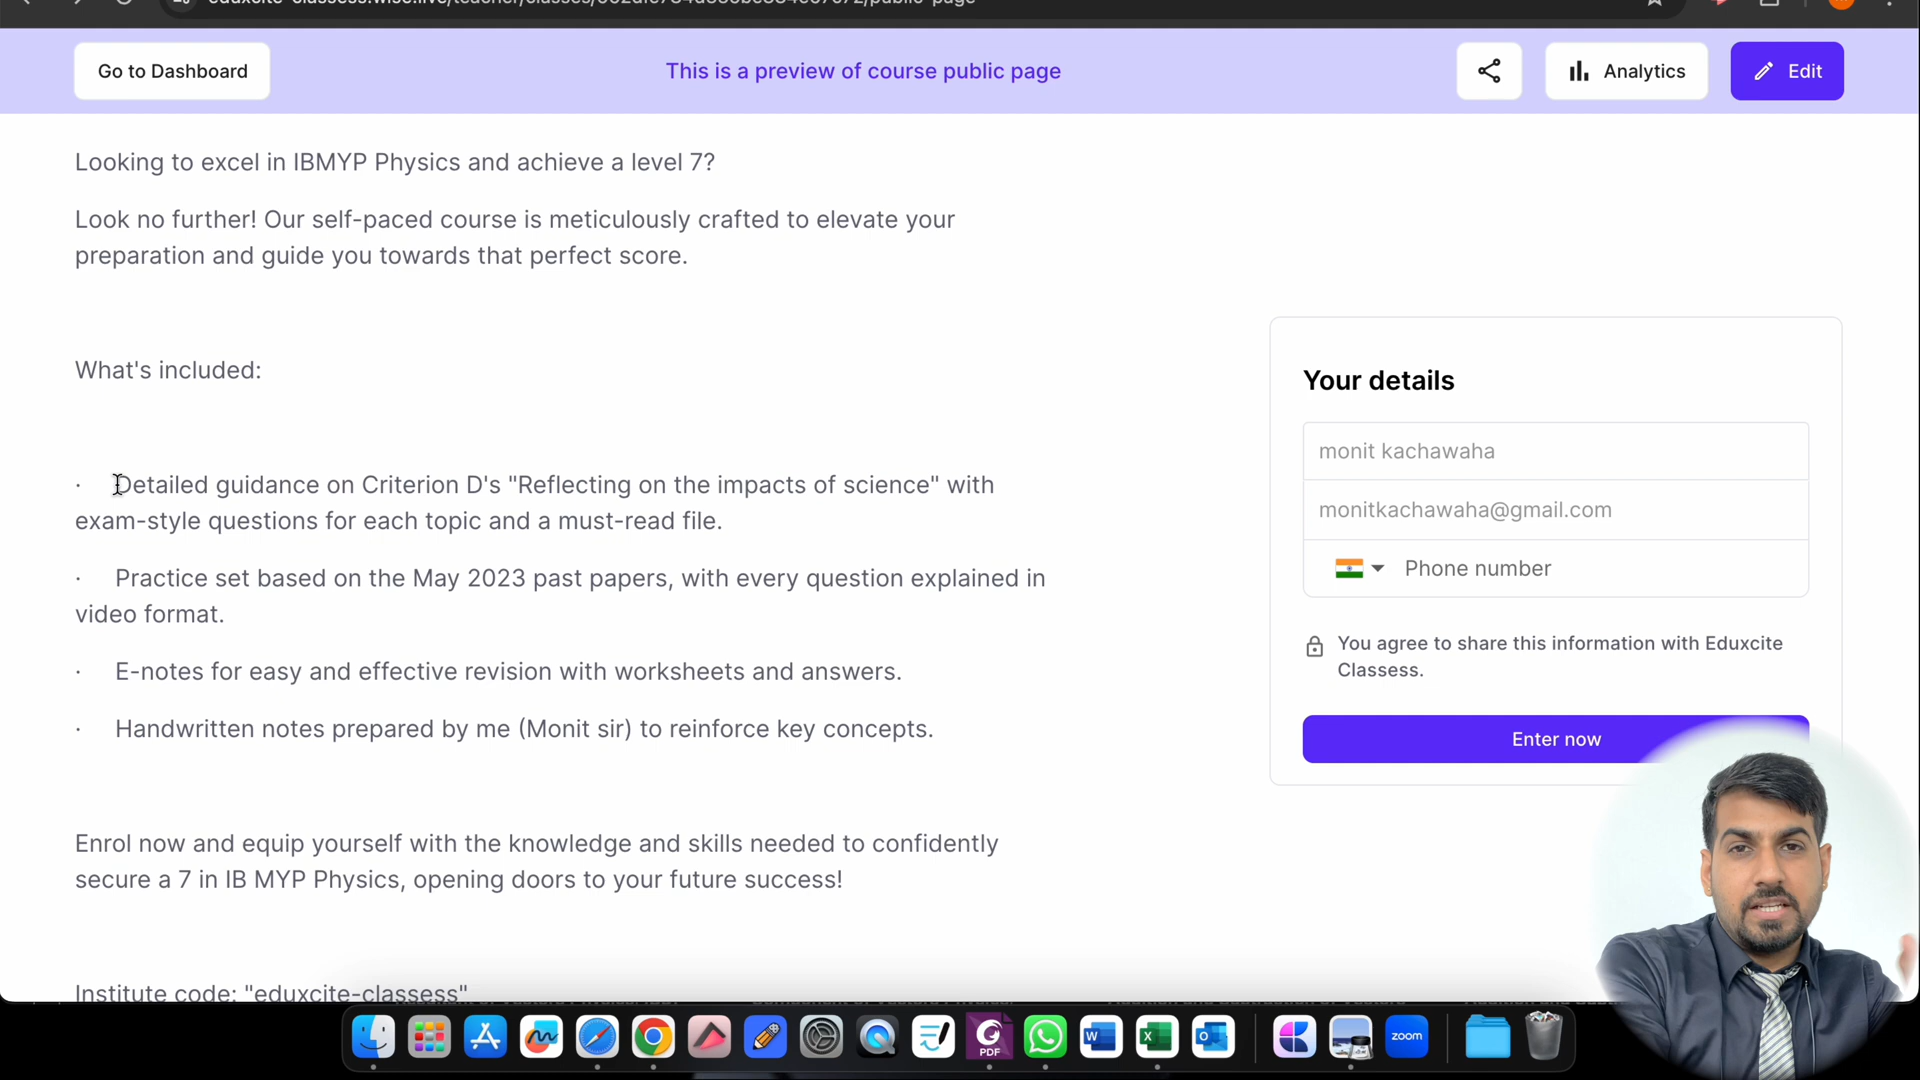 Go to Dashboard
This is a preview of course public page
Analytics
Edit
Looking to excel in IBMYP Physics and achieve a level 7?
Look no further! Our self-paced course is meticulously crafted to elevate your
preparation and guide you towards that perfect score.
What's included:
· Detailed guidance on Criterion D's "Reflecting on the impacts of science" with
exam-style questions for each topic and a must-read file.
· Practice set based on the May 2023 past papers, with every question explained in
video format.
· E-notes for easy and effective revision with worksheets and answers.
· Handwritten notes prepared by me (Monit sir) to reinforce key concepts.
Enrol now and equip yourself with the knowledge and skills needed to confidently
secure a 7 in IB MYP Physics, opening doors to your future success!
Institute code: "eduxcite-classess"
Your details
monit kachawaha
monitkachawaha@gmail.com
Phone number
You agree to share this information with Eduxcite
Classess.
Enter now
PDF
zoom